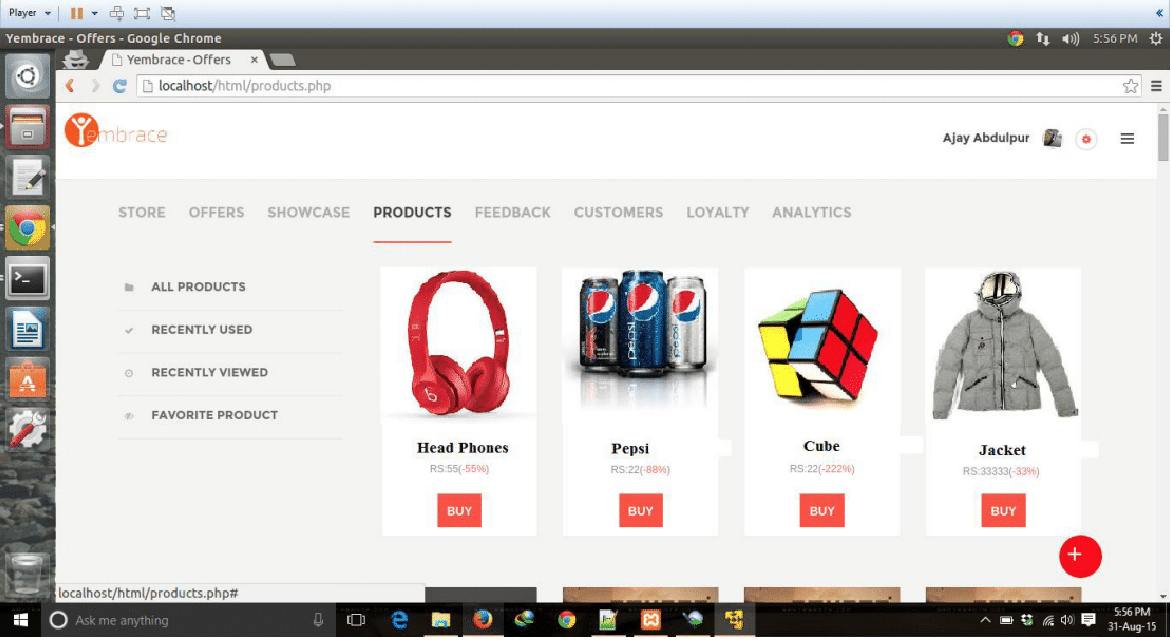 Player
Yembrace - Offers - Google Chrome
5:56 PM
Yembrace - Offers
localhost/html/products.php
Yembrace
Ajay Abdulpur
STORE OFFERS SHOWCASE PRODUCTS FEEDBACK CUSTOMERS LOYALTY ANALYTICS
ALL PRODUCTS
RECENTLY USED
RECENTLY VIEWED
FAVORITE PRODUCT
pepsi
Head Phones
RS:55(-55%)
BUY
Pepsi
RS:22(-88%)
BUY
Cube
RS:22(-222%)
BUY
Jacket
RS:33333(-33%)
BUY
localhost/html/products.php#
Ask me anything
5:56 PM
31-Aug-15